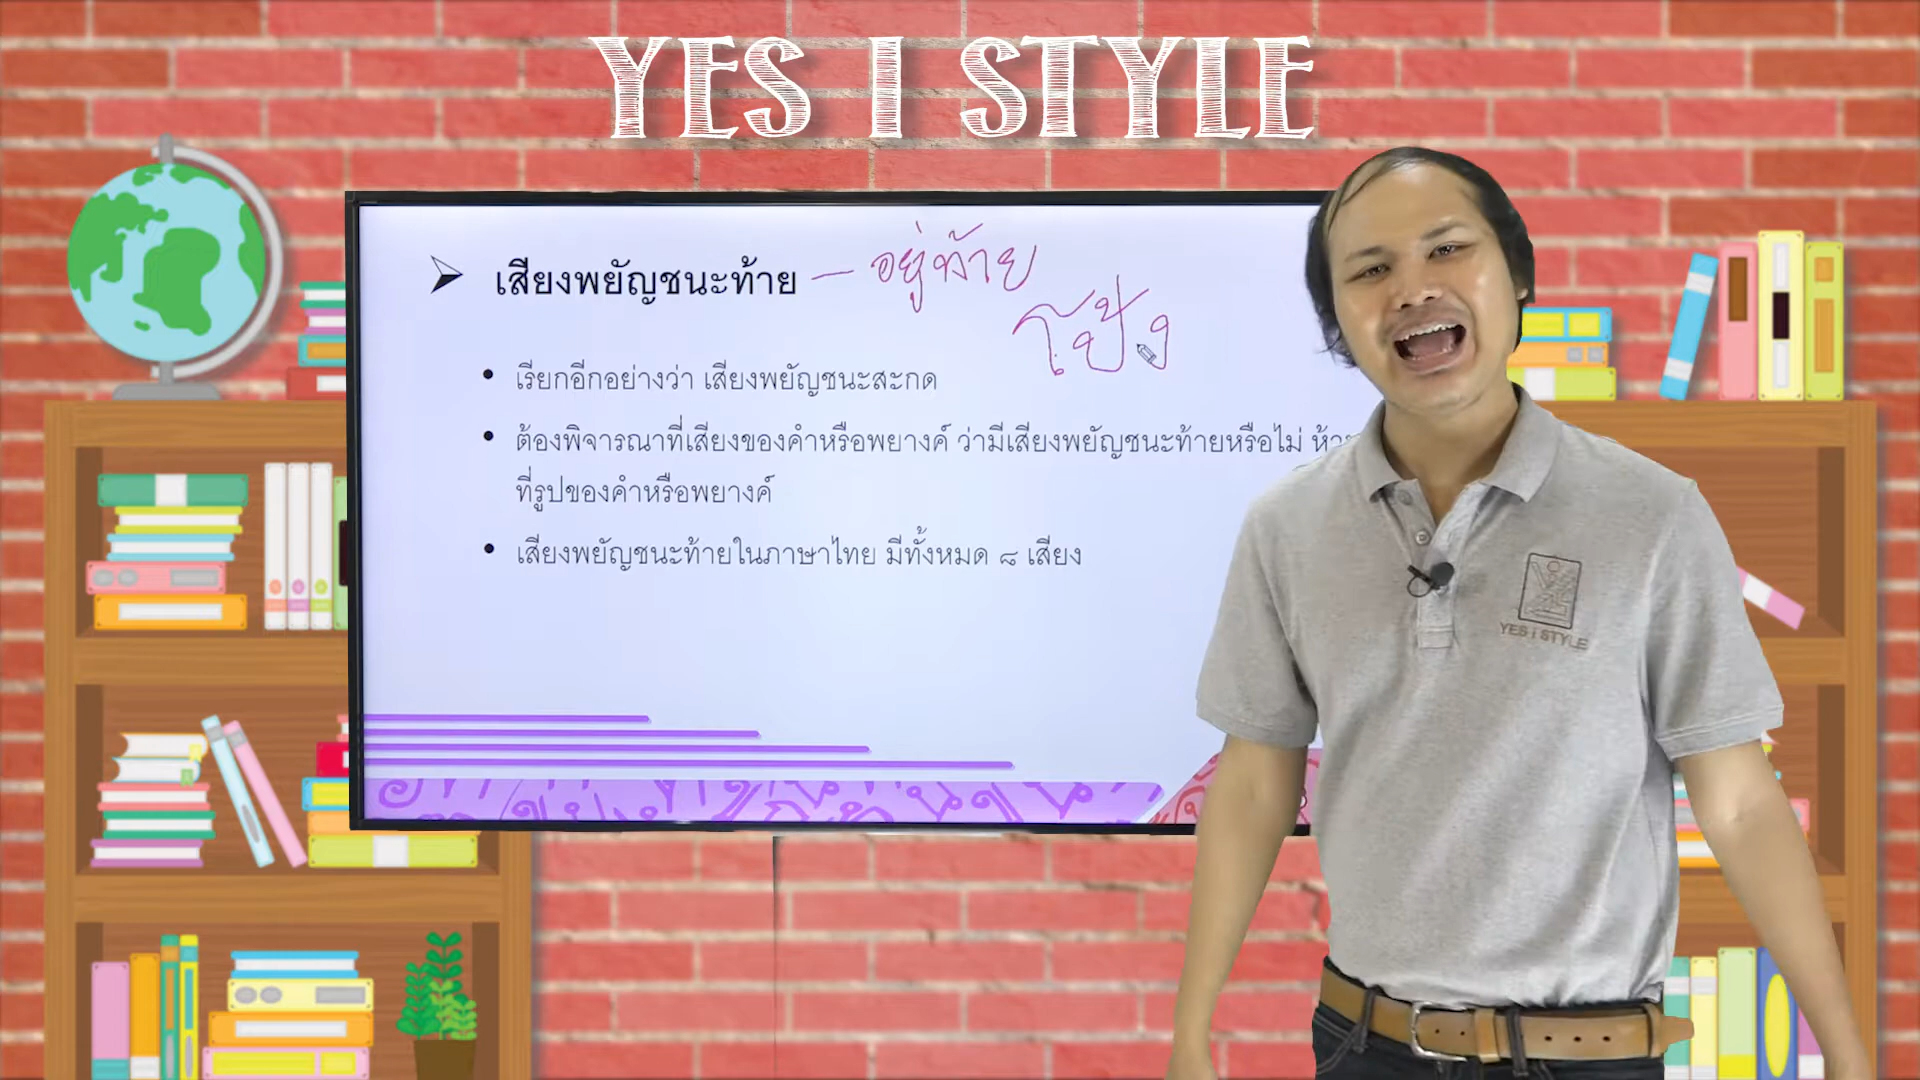 YES I STYLE
เสียงพยัญชนะท้าย – อยู่ท้าย
โป้ง
เรียกอีกอย่างว่า เสียงพยัญชนะสะกด
ต้องพิจารณาที่เสียงของคำหรือพยางค์ ว่ามีเสียงพยัญชนะท้ายหรือไม่
ที่รูปของคำหรือพยางค์
เสียงพยัญชนะท้ายในภาษาไทย มีทั้งหมด ๘ เสียง
YES i STYLE